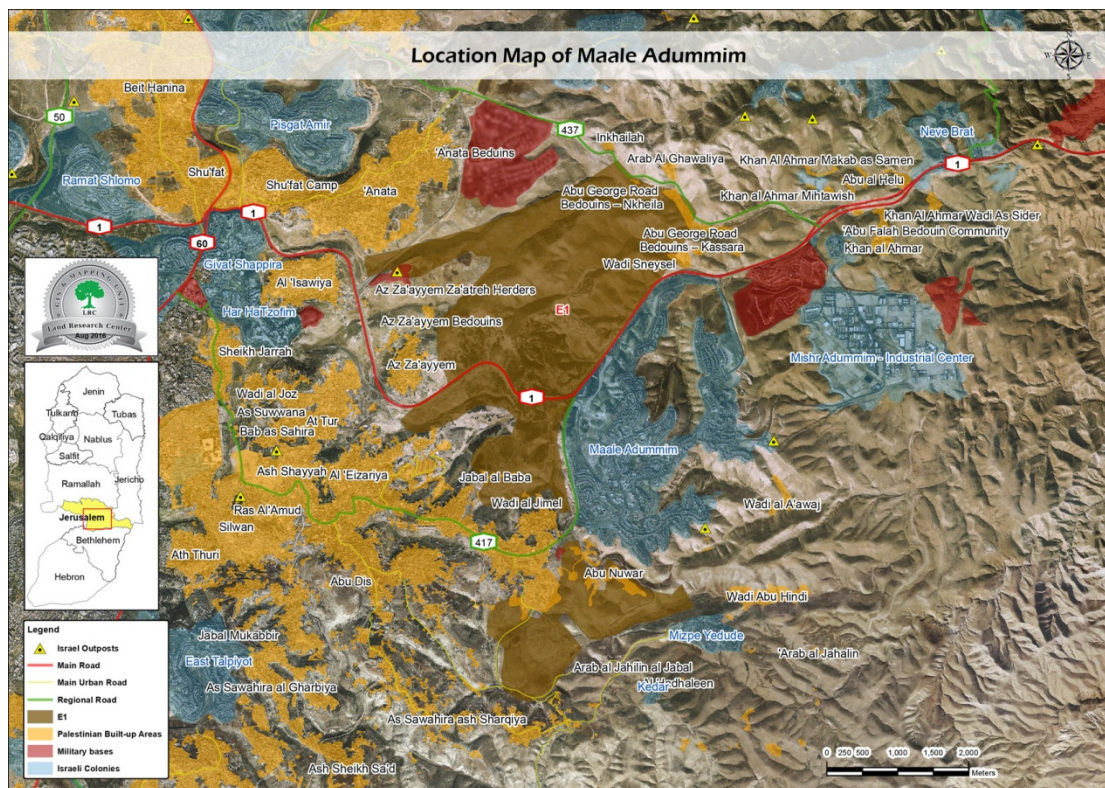 Location Map of Maale Adummim
N
W
E
S
Beit Hanina
50
Pisgat Amir
437
Inkhailah
Neve Brat
'Anata Beduins
Arab Al Ghawaliya
Khan Al Ahmar Makab as Samen
1
Ramat Shlomo
Shu'fat
Shu'fat Camp
'Anata
Abu al Helu
Abu George Road
Bedouins – Nkheila
Khan al Ahmar Mihtawish
1
1
Khan Al Ahmar Wadi As Sider
'Abu Falah Bedouin Community
60
Abu George Road
Bedouins – Kassara
Khan al Ahmar
Givat Shappira
Wadi Sneysel
Al 'Isawiya
Az Za'ayyem Za'atreh Herders
GIS & MAPPING UNIT
LRC
Land Research Center
Aug 2016
Har HaTzofim
E1
Az Za'ayyem Bedouins
Sheikh Jarrah
Mishr Adummim - Industrial Center
Az Za'ayyem
Wadi al Joz
As Suwwana
At Tur
Bab as Sahira
1
Maale Adummim
Ash Shayyah
Al 'Eizariya
Jabal al Baba
Wadi al Jimel
Wadi al A'awaj
Ras Al'Amud
Silwan
417
Ath Thuri
Abu Dis
Abu Nuwar
Wadi Abu Hindi
Jabal Mukabbir
Mizpe Yedude
'Arab al Jahalin
East Talpiyot
Arab al Jahilin al Jabal
As Sawahira al Gharbiya
Kedar
As Sawahira ash Sharqiya
Ash Sheikh Sa'd
Jenin
Tulkarm
Tubas
Qalqiliya
Nablus
Salfit
Ramallah
Jericho
Jerusalem
Bethlehem
Hebron
Legend
Israel Outposts
Main Road
Main Urban Road
Regional Road
E1
Palestinian Built-up Areas
Military bases
Israeli Colonies
0 250 500 1,000 1,500 2,000
Meters